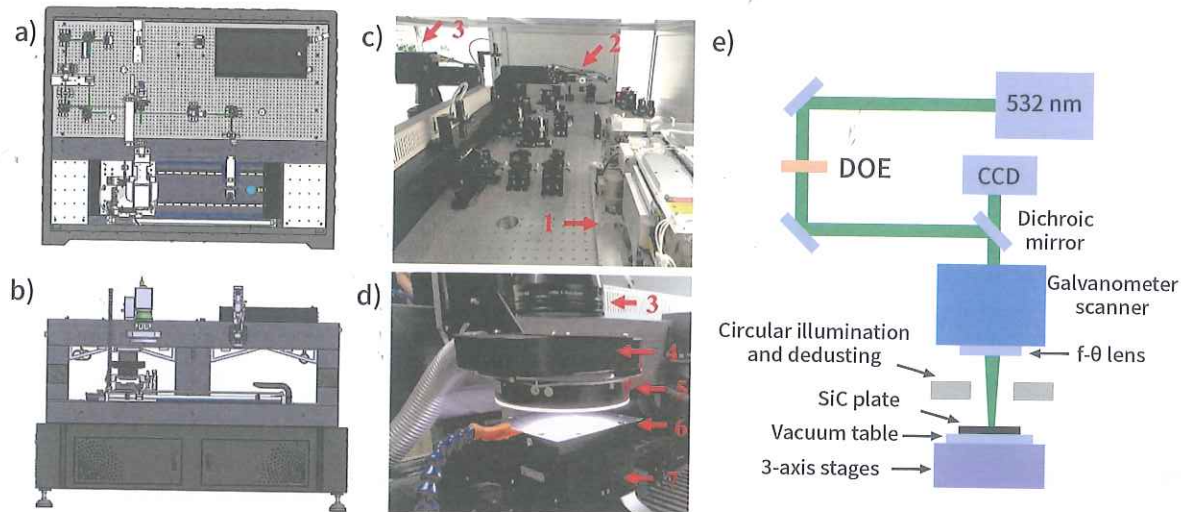 a)
b)
c)
3
2
1
d)
3
4
5
6
7
e)
532 nm
DOE
CCD
Dichroic
mirror
Galvanometer
scanner
Circular illumination
and dedusting
f-θ lens
SiC plate
Vacuum table
3-axis stages